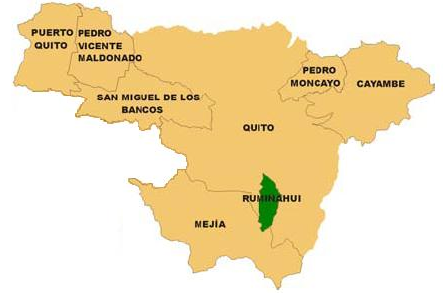 PUERTO
QUITO
PEDRO
VICENTE
MALDONADO
SAN MIGUEL DE LOS
BANCOS
PEDRO
MONCAYO
CAYAMBE
QUITO
RUMIÑAHUI
MEJÍA